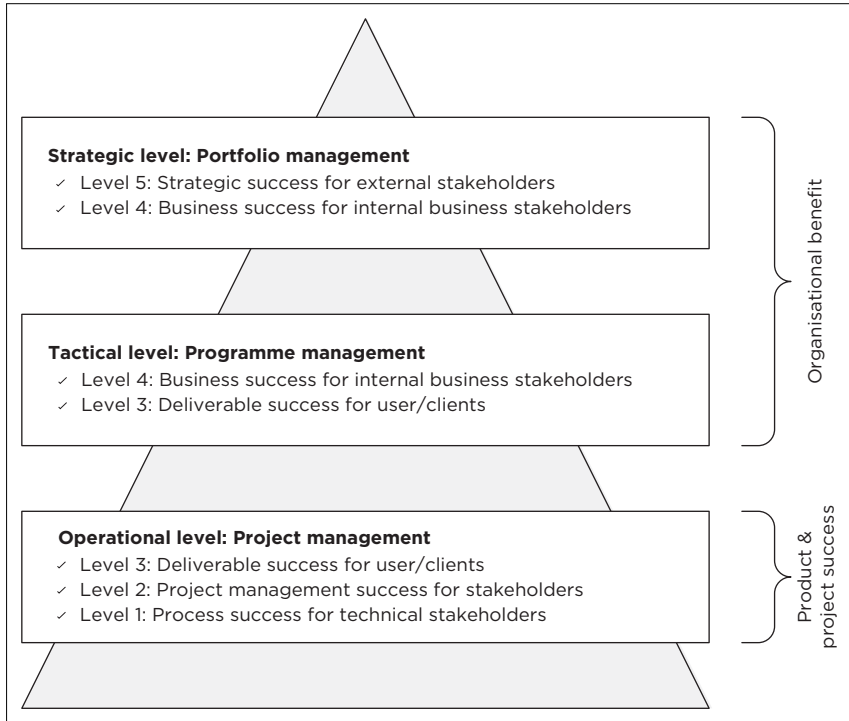 Strategic level: Portfolio management
✓ Level 5: Strategic success for external stakeholders
✓ Level 4: Business success for internal business stakeholders
Organisational benefit
Tactical level: Programme management
✓ Level 4: Business success for internal business stakeholders
✓ Level 3: Deliverable success for user/clients
Operational level: Project management
✓ Level 3: Deliverable success for user/clients
✓ Level 2: Project management success for stakeholders
✓ Level 1: Process success for technical stakeholders
Product &
project success